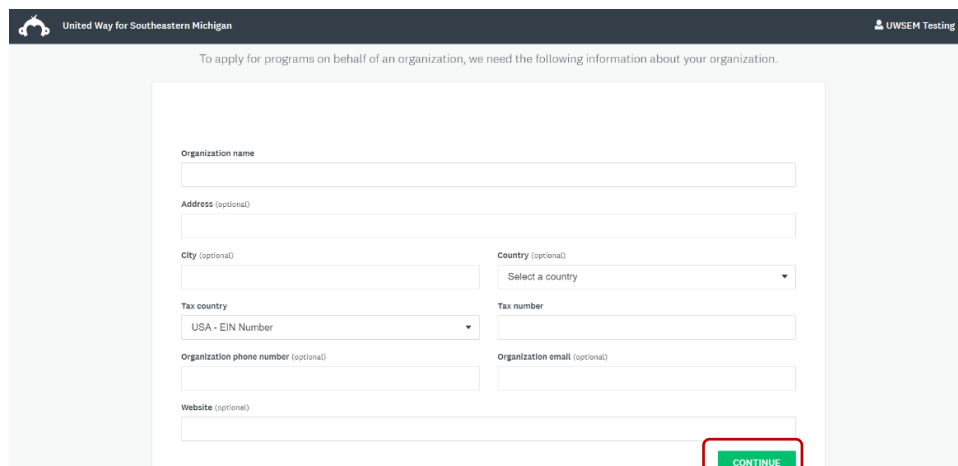 United Way for Southeastern Michigan UWSEM Testing
To apply for programs on behalf of an organization, we need the following information about your organization.
Organization name
Address (optional)
City (optional) Country (optional)
Select a country
Tax country Tax number
USA - EIN Number
Organization phone number (optional) Organization email (optional)
Website (optional)
CONTINUE